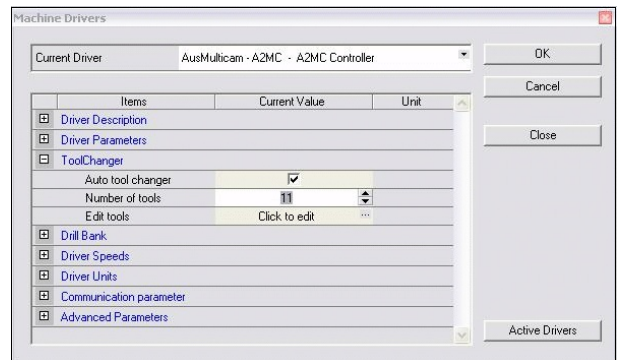 Machine Drivers
Current Driver AusMulticam - A2MC - A2MC Controller
OK
Cancel
Close
Items Current Value Unit
Driver Description
Driver Parameters
ToolChanger
Auto tool changer
Number of tools 11
Edit tools Click to edit ...
Drill Bank
Driver Speeds
Driver Units
Communication parameter
Advanced Parameters
Active Drivers